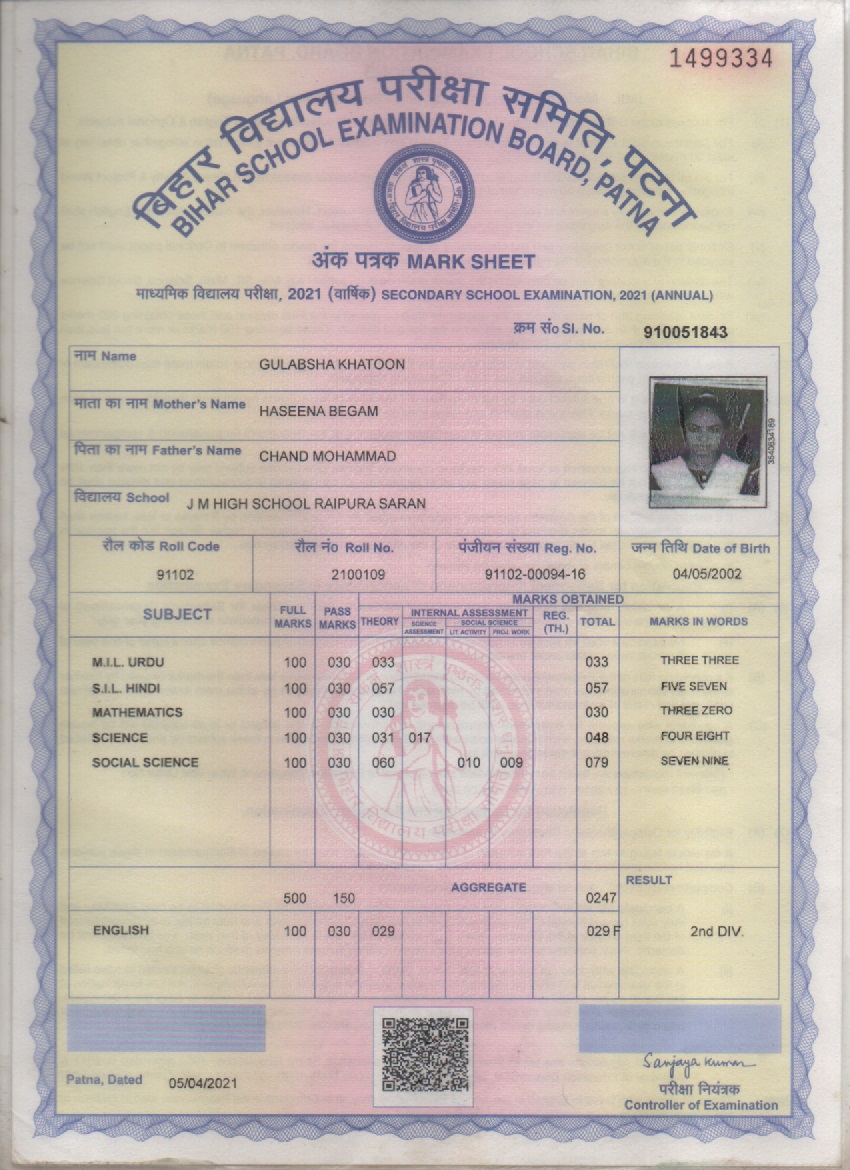 1499334
बिहार विद्यालय परीक्षा समिति, पटना
BIHAR SCHOOL EXAMINATION BOARD, PATNA
अंक पत्रक MARK SHEET
माध्यमिक विद्यालय परीक्षा, 2021 (वार्षिक) SECONDARY SCHOOL EXAMINATION, 2021 (ANNUAL)
क्रम सं० Sl. No. 910051843
नाम Name GULABSHA KHATOON
माता का नाम Mother's Name HASEENA BEGAM
पिता का नाम Father's Name CHAND MOHAMMAD
विद्यालय School J M HIGH SCHOOL RAIPURA SARAN
रौल कोड Roll Code रौल नं० Roll No. पंजीयन संख्या Reg. No. जन्म तिथि Date of Birth
91102 2100109 91102-00094-16 04/05/2002
MARKS OBTAINED
SUBJECT FULL MARKS PASS MARKS THEORY INTERNAL ASSESSMENT SCIENCE ASSESSMENT SOCIAL SCIENCE LIT. ACTIVITY PROJ. WORK REG. (TH.) TOTAL MARKS IN WORDS
M.I.L. URDU 100 030 033 033 THREE THREE
S.I.L. HINDI 100 030 057 057 FIVE SEVEN
MATHEMATICS 100 030 030 030 THREE ZERO
SCIENCE 100 030 031 017 048 FOUR EIGHT
SOCIAL SCIENCE 100 030 060 010 009 079 SEVEN NINE
RESULT
500 150 AGGREGATE 0247
ENGLISH 100 030 029 029 F 2nd DIV.
Sanjaya Kumar
Patna, Dated 05/04/2021
परीक्षा नियंत्रक
Controller of Examination